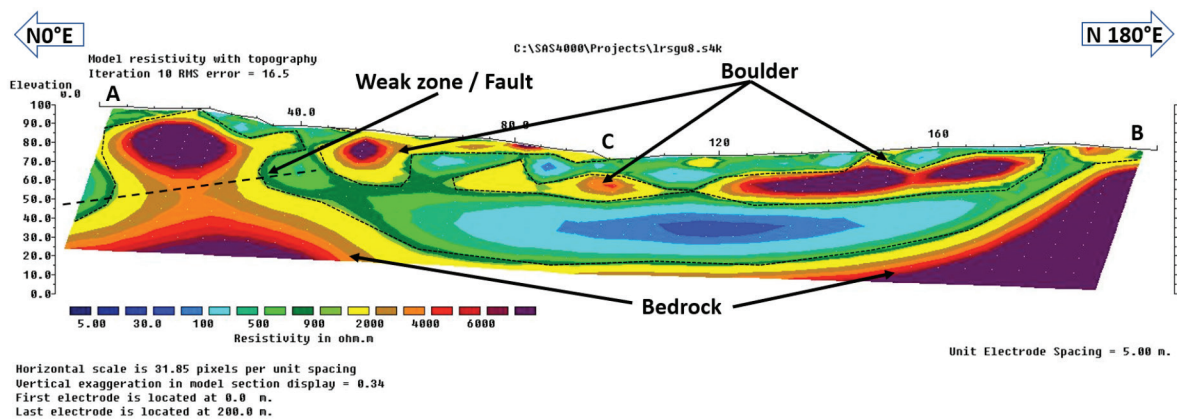 N0°E
N 180°E
C:\SAS4000\Projects\lrsgu8.s4k
Model resistivity with topography
Iteration 10 RMS error = 16.5
Weak zone / Fault
Boulder
Elevation
0.0
A
40.0
80.0
C
120
160
B
100
90.0
80.0
70.0
60.0
50.0
40.0
30.0
20.0
10.0
0.0
Bedrock
5.00 30.0 100 500 900 2000 4000 6000
Resistivity in ohm.m
Unit Electrode Spacing = 5.00 m.
Horizontal scale is 31.85 pixels per unit spacing
Vertical exaggeration in model section display = 0.34
First electrode is located at 0.0 m.
Last electrode is located at 200.0 m.